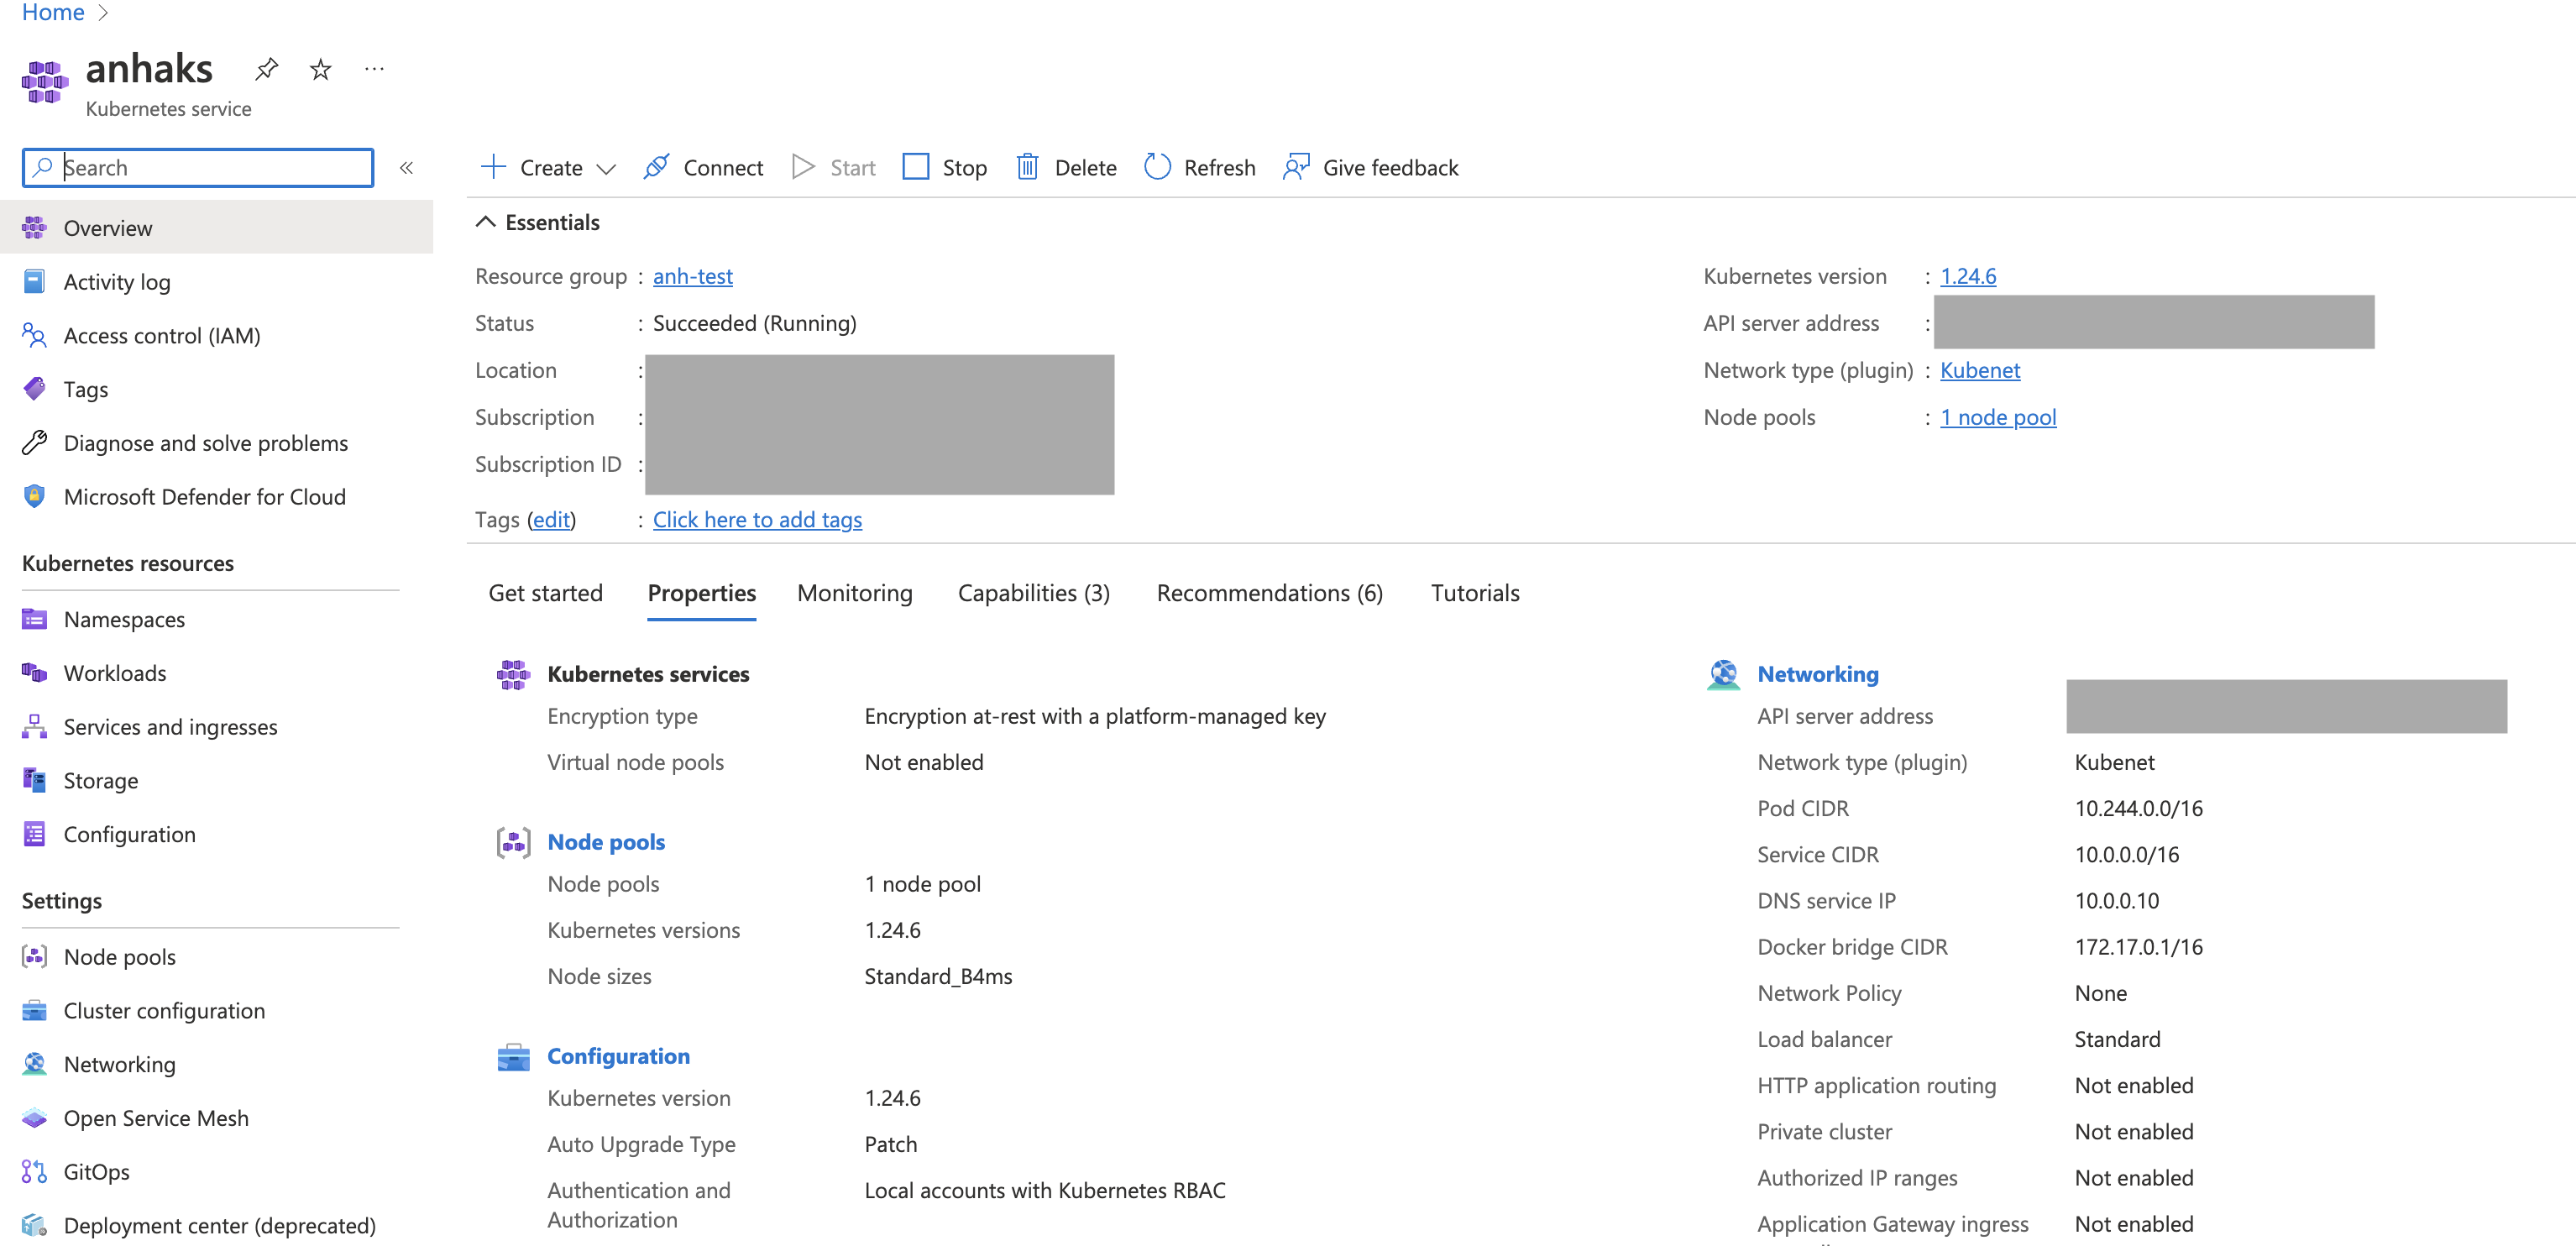 Home
anhaks
Kubernetes service
Search
Overview
Activity log
Access control (IAM)
Tags
Diagnose and solve problems
Microsoft Defender for Cloud
Kubernetes resources
Namespaces
Workloads
Services and ingresses
Storage
Configuration
Settings
Node pools
Cluster configuration
Networking
Open Service Mesh
GitOps
Deployment center (deprecated)
Create Connect Start Stop Delete Refresh Give feedback
Essentials
Resource group : anh-test
Status : Succeeded (Running)
Location :
Subscription :
Subscription ID :
Tags (edit) : Click here to add tags
Kubernetes version : 1.24.6
API server address :
Network type (plugin) : Kubenet
Node pools : 1 node pool
Get started Properties Monitoring Capabilities (3) Recommendations (6) Tutorials
Kubernetes services
Encryption type Encryption at-rest with a platform-managed key
Virtual node pools Not enabled
Node pools
Node pools 1 node pool
Kubernetes versions 1.24.6
Node sizes Standard_B4ms
Configuration
Kubernetes version 1.24.6
Auto Upgrade Type Patch
Authentication and Local accounts with Kubernetes RBAC
Authorization
Networking
API server address
Network type (plugin) Kubenet
Pod CIDR 10.244.0.0/16
Service CIDR 10.0.0.0/16
DNS service IP 10.0.0.10
Docker bridge CIDR 172.17.0.1/16
Network Policy None
Load balancer Standard
HTTP application routing Not enabled
Private cluster Not enabled
Authorized IP ranges Not enabled
Application Gateway ingress Not enabled